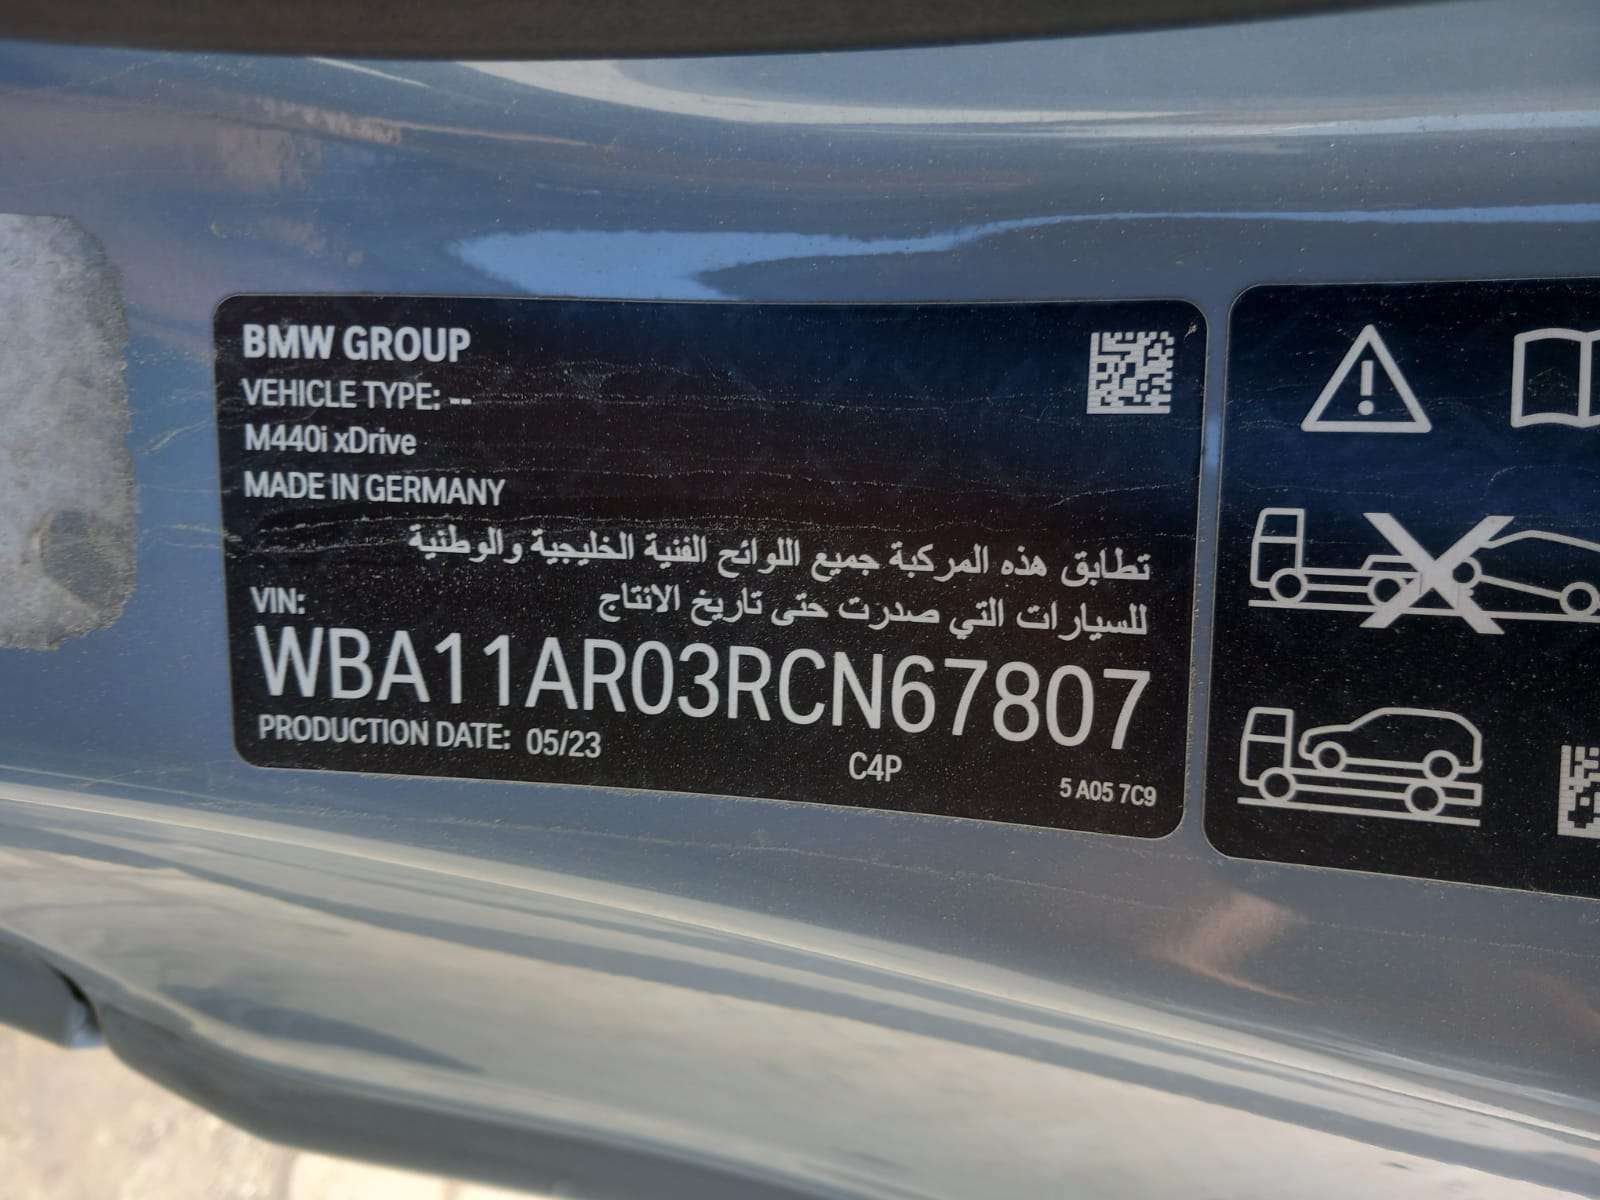 BMW GROUP
VEHICLE TYPE: --
M440i xDrive
MADE IN GERMANY
تطابق هذه المركبة جميع اللوائح الفنية الخليجية والوطنية
للسيارات التي صدرت حتى تاريخ الانتاج
VIN:
WBA11AR03RCN67807
PRODUCTION DATE: 05/23
C4P
5 A05 7C9